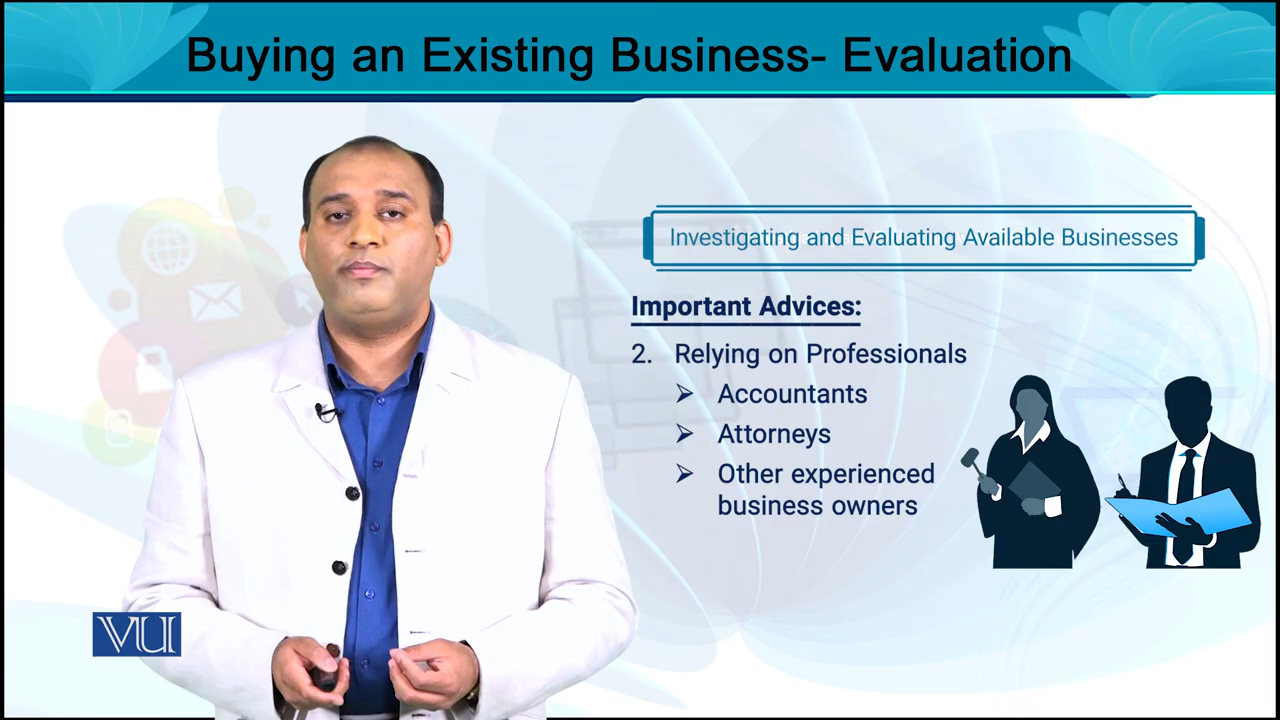 Buying an Existing Business- Evaluation
Investigating and Evaluating Available Businesses
Important Advices:
2. Relying on Professionals
➢ Accountants
➢ Attorneys
➢ Other experienced
business owners
VU